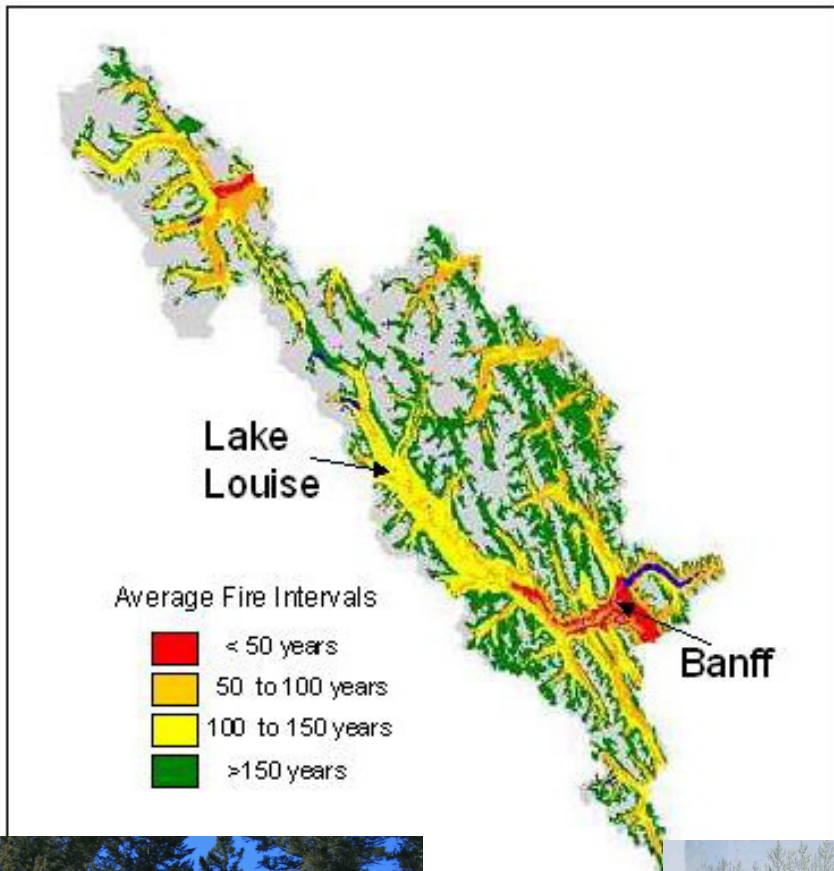 Lake
Louise
Average Fire Intervals
< 50 years
50 to 100 years
100 to 150 years
>150 years
Banff